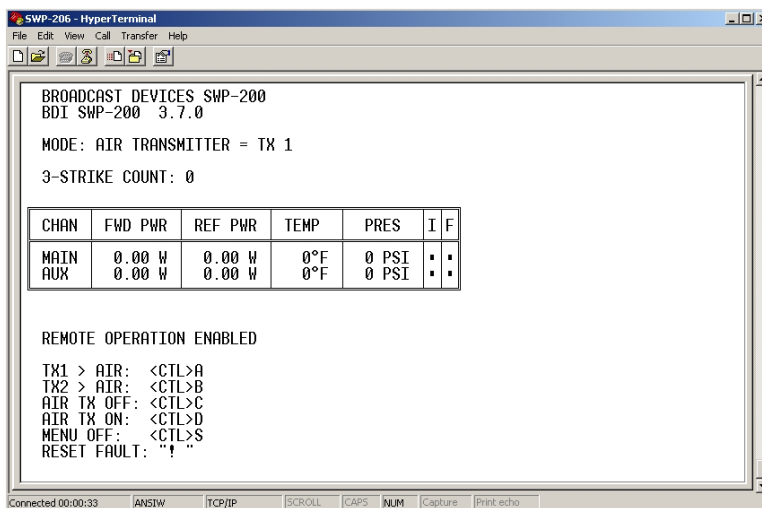 SWP-206 - HyperTerminal
File Edit View Call Transfer Help
BROADCAST DEVICES SWP-200
BDI SWP-200 3.7.0
MODE: AIR TRANSMITTER = TX 1
3-STRIKE COUNT: 0
CHAN FWD PWR REF PWR TEMP PRES I F
MAIN 0.00 W 0.00 W 0°F 0 PSI ▪ ▪
AUX 0.00 W 0.00 W 0°F 0 PSI ▪ ▪
REMOTE OPERATION ENABLED
TX1 > AIR: <CTL>A
TX2 > AIR: <CTL>B
AIR TX OFF: <CTL>C
AIR TX ON: <CTL>D
MENU OFF: <CTL>S
RESET FAULT: "! "
Connected 00:00:33 ANSIW TCP/IP SCROLL CAPS NUM Capture Print echo